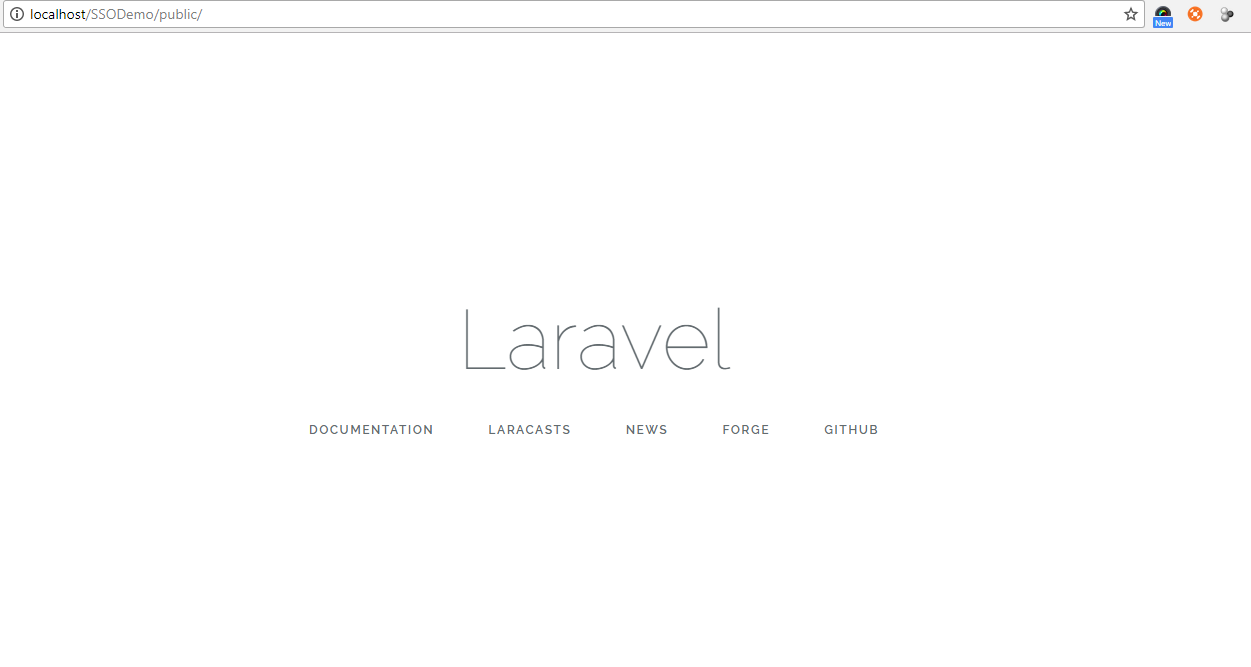 localhost/SSODemo/public/
New
Laravel
DOCUMENTATION LARACASTS NEWS FORGE GITHUB